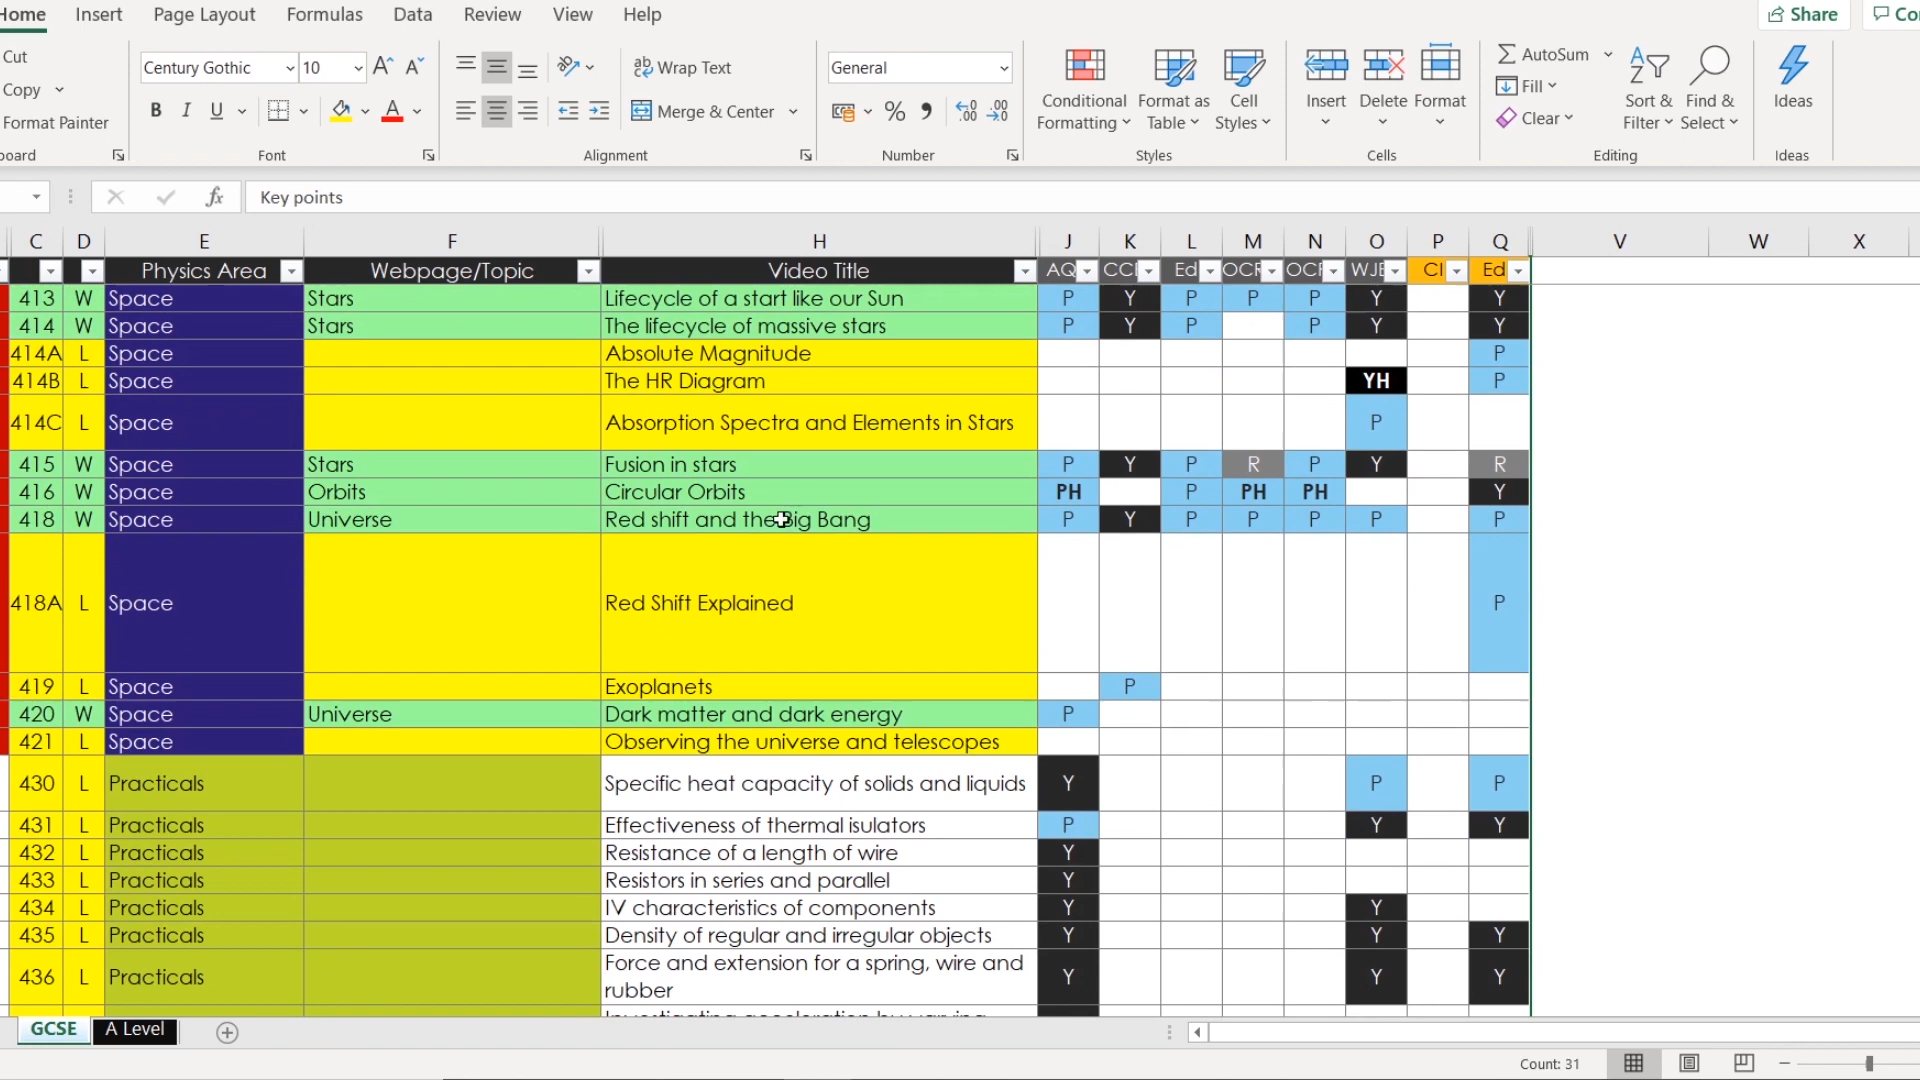 Home Insert Page Layout Formulas Data Review View Help Share Co
Cut
Copy
Format Painter
board
Century Gothic 10
B I U
Font
Wrap Text
Merge & Center
Alignment
General
%
Number
Conditional Formatting
Format as Table
Cell Styles
Styles
Insert Delete Format
Cells
AutoSum
Fill
Clear
Sort & Filter
Find & Select
Editing
Ideas
Ideas
fx Key points
C D E F H J K L M N O P Q V W X
Physics Area Webpage/Topic Video Title AQ CC Ed OCR OCR WJE CI Ed
413 W Space Stars Lifecycle of a start like our Sun P Y P P P Y Y
414 W Space Stars The lifecycle of massive stars P Y P P Y Y
414A L Space Absolute Magnitude P
414B L Space The HR Diagram YH P
414C L Space Absorption Spectra and Elements in Stars P
415 W Space Stars Fusion in stars P Y P R P Y R
416 W Space Orbits Circular Orbits PH P PH PH Y
418 W Space Universe Red shift and the Big Bang P Y P P P P P
418A L Space Red Shift Explained P
419 L Space Exoplanets P
420 W Space Universe Dark matter and dark energy P
421 L Space Observing the universe and telescopes
430 L Practicals Specific heat capacity of solids and liquids Y P P
431 L Practicals Effectiveness of thermal isulators P Y Y
432 L Practicals Resistance of a length of wire Y
433 L Practicals Resistors in series and parallel Y
434 L Practicals IV characteristics of components Y Y
435 L Practicals Density of regular and irregular objects Y Y Y
436 L Practicals Force and extension for a spring, wire and
rubber Y Y Y
GCSE A Level
Count: 31